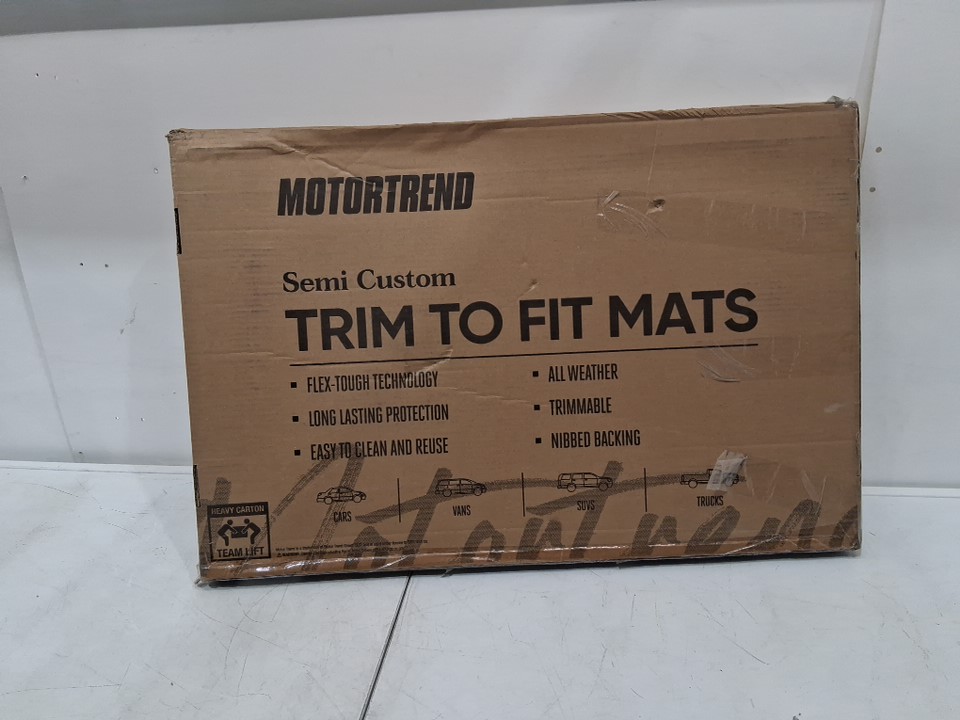 MOTORTREND
Semi Custom
TRIM TO FIT MATS
▪ FLEX-TOUGH TECHNOLOGY
▪ LONG LASTING PROTECTION
▪ EASY TO CLEAN AND REUSE
▪ ALL WEATHER
▪ TRIMMABLE
▪ NIBBED BACKING
CARS
VANS
SUVS
TRUCKS
Motortrend
HEAVY CARTON
TEAM LIFT